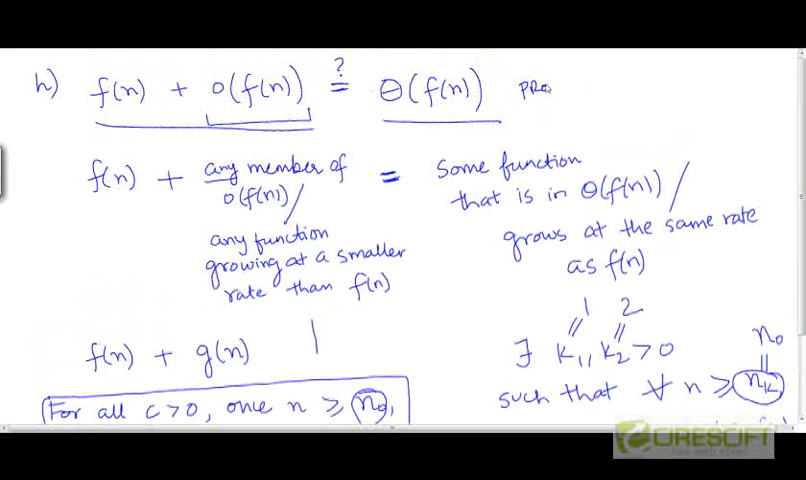 h) f(n) + o(f(n)) ?= Θ(f(n)) PRO
f(n) + any member of o(f(n)) / any function growing at a smaller rate than f(n)
= Some function that is in Θ(f(n)) / grows at the same rate as f(n)
f(n) + g(n) |
For all c > 0, once n ≥ n₀,
1 2
∃ k₁, k₂ > 0
n₀
such that ∀ n ≥ nₖ
CIRESOFT